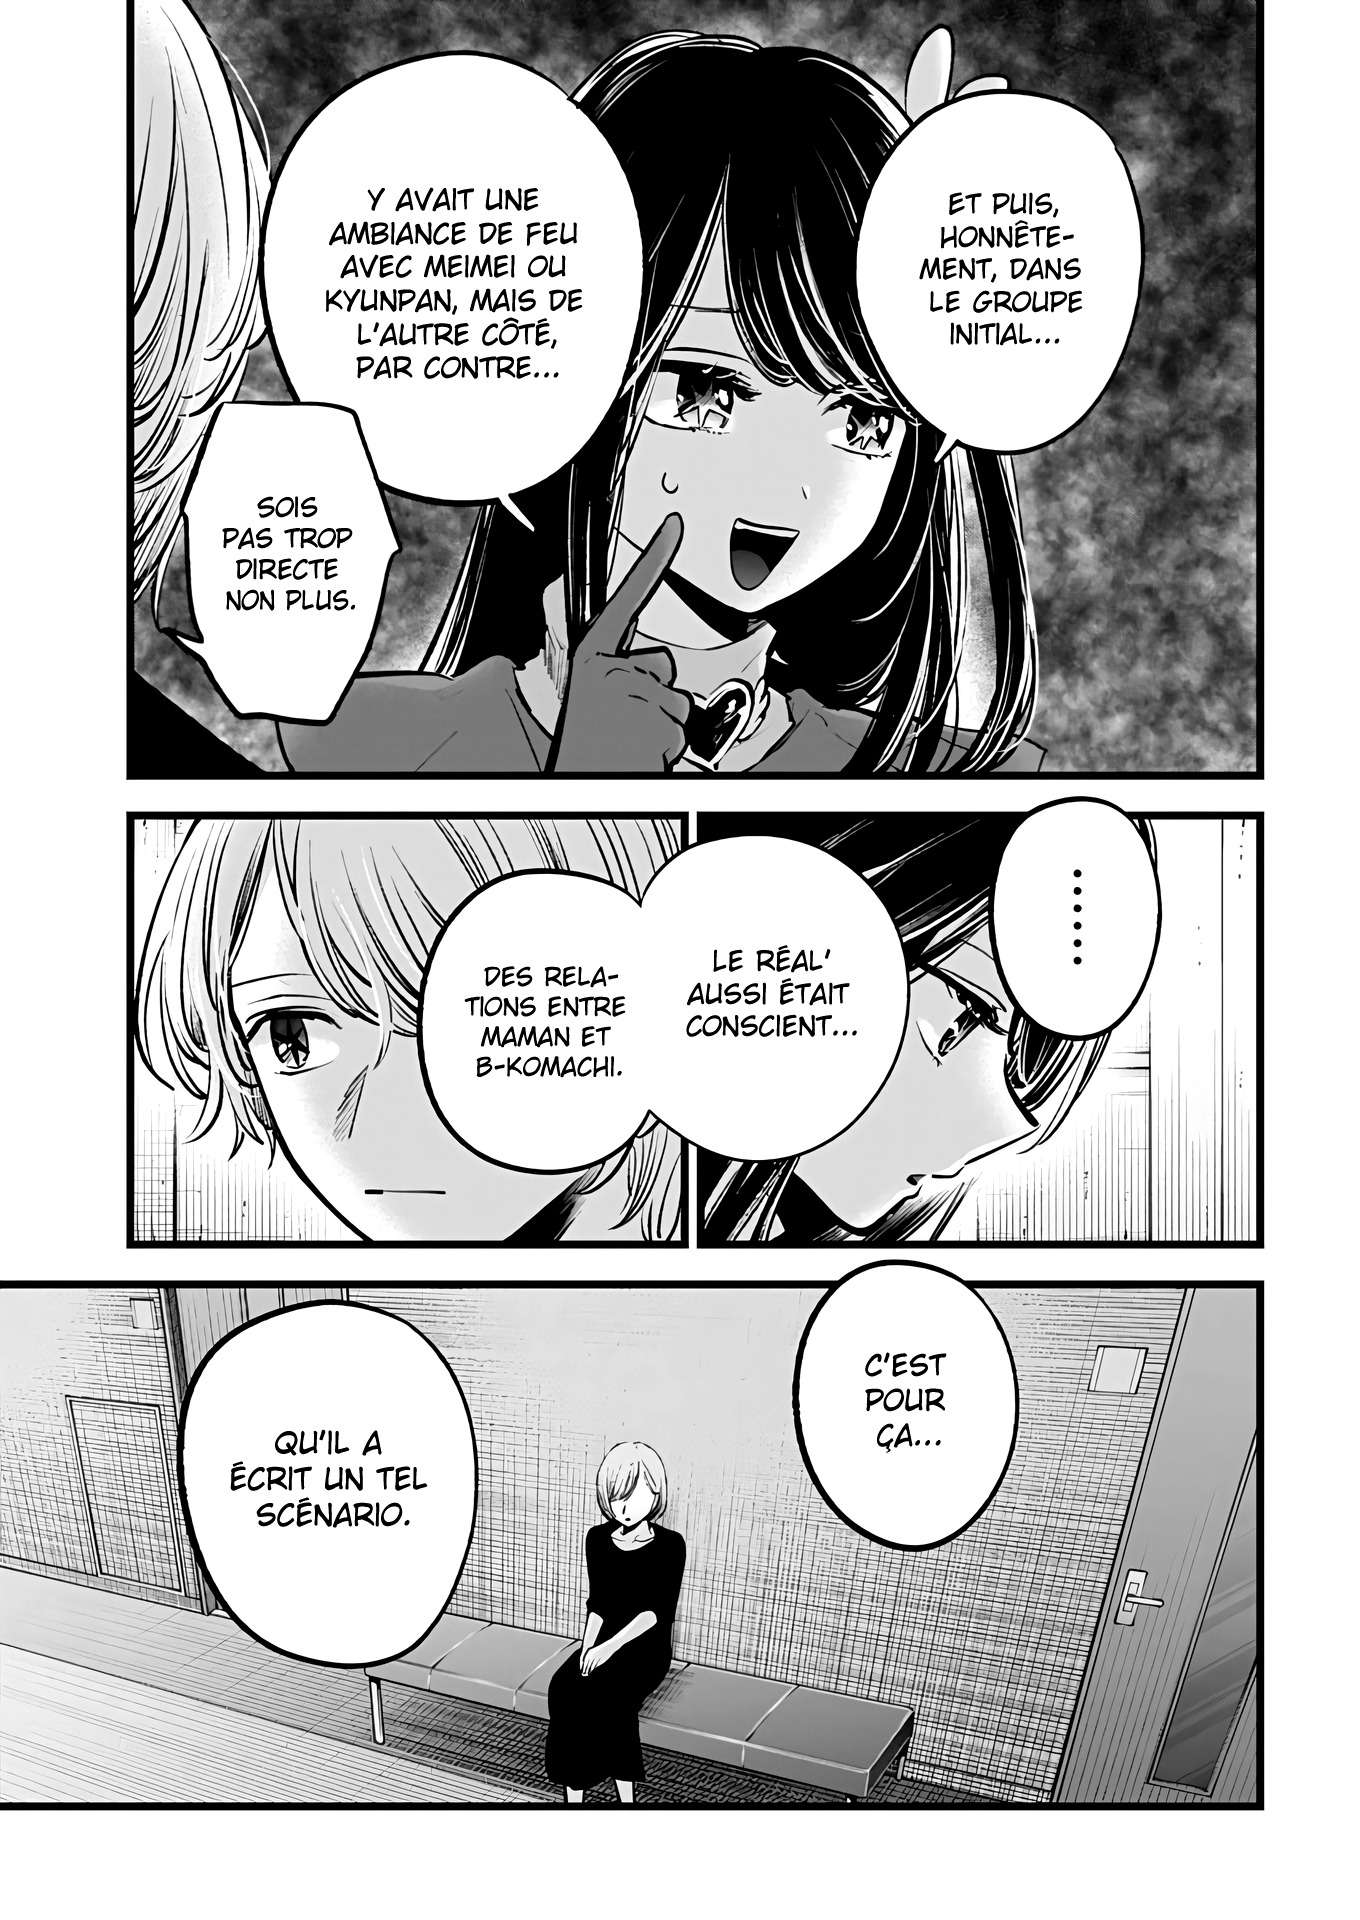 ET PUIS,
HONNÊTE-
MENT, DANS
LE GROUPE
INITIAL...
Y AVAIT UNE
AMBIANCE DE FEU
AVEC MEIMEI OU
KYUNPAN, MAIS DE
L'AUTRE CÔTÉ,
PAR CONTRE...
SOIS
PAS TROP
DIRECTE
NON PLUS.
......
LE RÉAL'
AUSSI ÉTAIT
CONSCIENT...
DES RELA-
TIONS ENTRE
MAMAN ET
B-KOMACHI.
C'EST
POUR
ÇA...
QU'IL A
ÉCRIT UN TEL
SCÉNARIO.